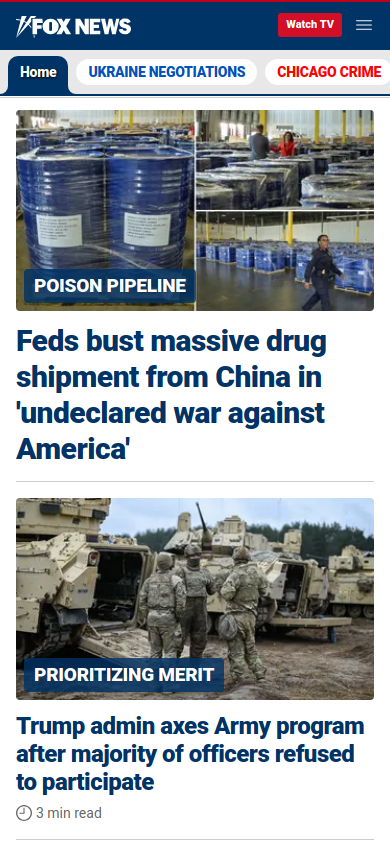 FOX NEWS
Watch TV
Home
UKRAINE NEGOTIATIONS
CHICAGO CRIME
POISON PIPELINE
Feds bust massive drug
shipment from China in
'undeclared war against
America'
PRIORITIZING MERIT
Trump admin axes Army program
after majority of officers refused
to participate
3 min read